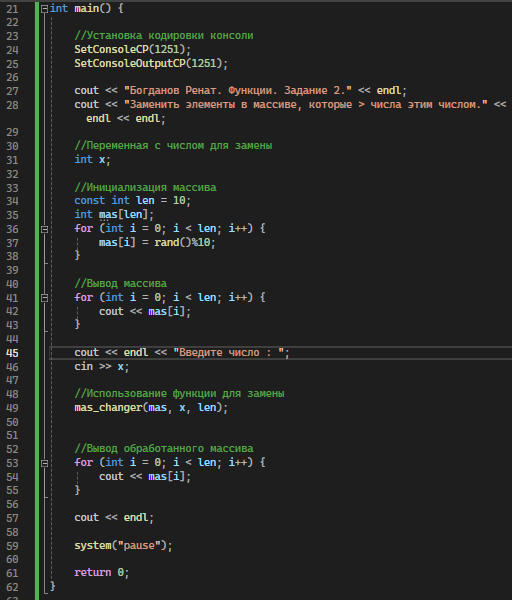 21 int main() {
22
23 //Установка кодировки консоли
24 SetConsoleCP(1251);
25 SetConsoleOutputCP(1251);
26
27 cout << "Богданов Ренат. Функции. Задание 2." << endl;
28 cout << "Заменить элементы в массиве, которые > числа этим числом." <<
endl << endl;
29
30 //Переменная с числом для замены
31 int x;
32
33 //Инициализация массива
34 const int len = 10;
35 int mas[len];
36 for (int i = 0; i < len; i++) {
37 mas[i] = rand()%10;
38 }
39
40 //Вывод массива
41 for (int i = 0; i < len; i++) {
42 cout << mas[i];
43 }
44
45 cout << endl << "Введите число : ";
46 cin >> x;
47
48 //Использование функции для замены
49 mas_changer(mas, x, len);
50
51
52 //Вывод обработанного массива
53 for (int i = 0; i < len; i++) {
54 cout << mas[i];
55 }
56
57 cout << endl;
58
59 system("pause");
60
61 return 0;
62 }
63